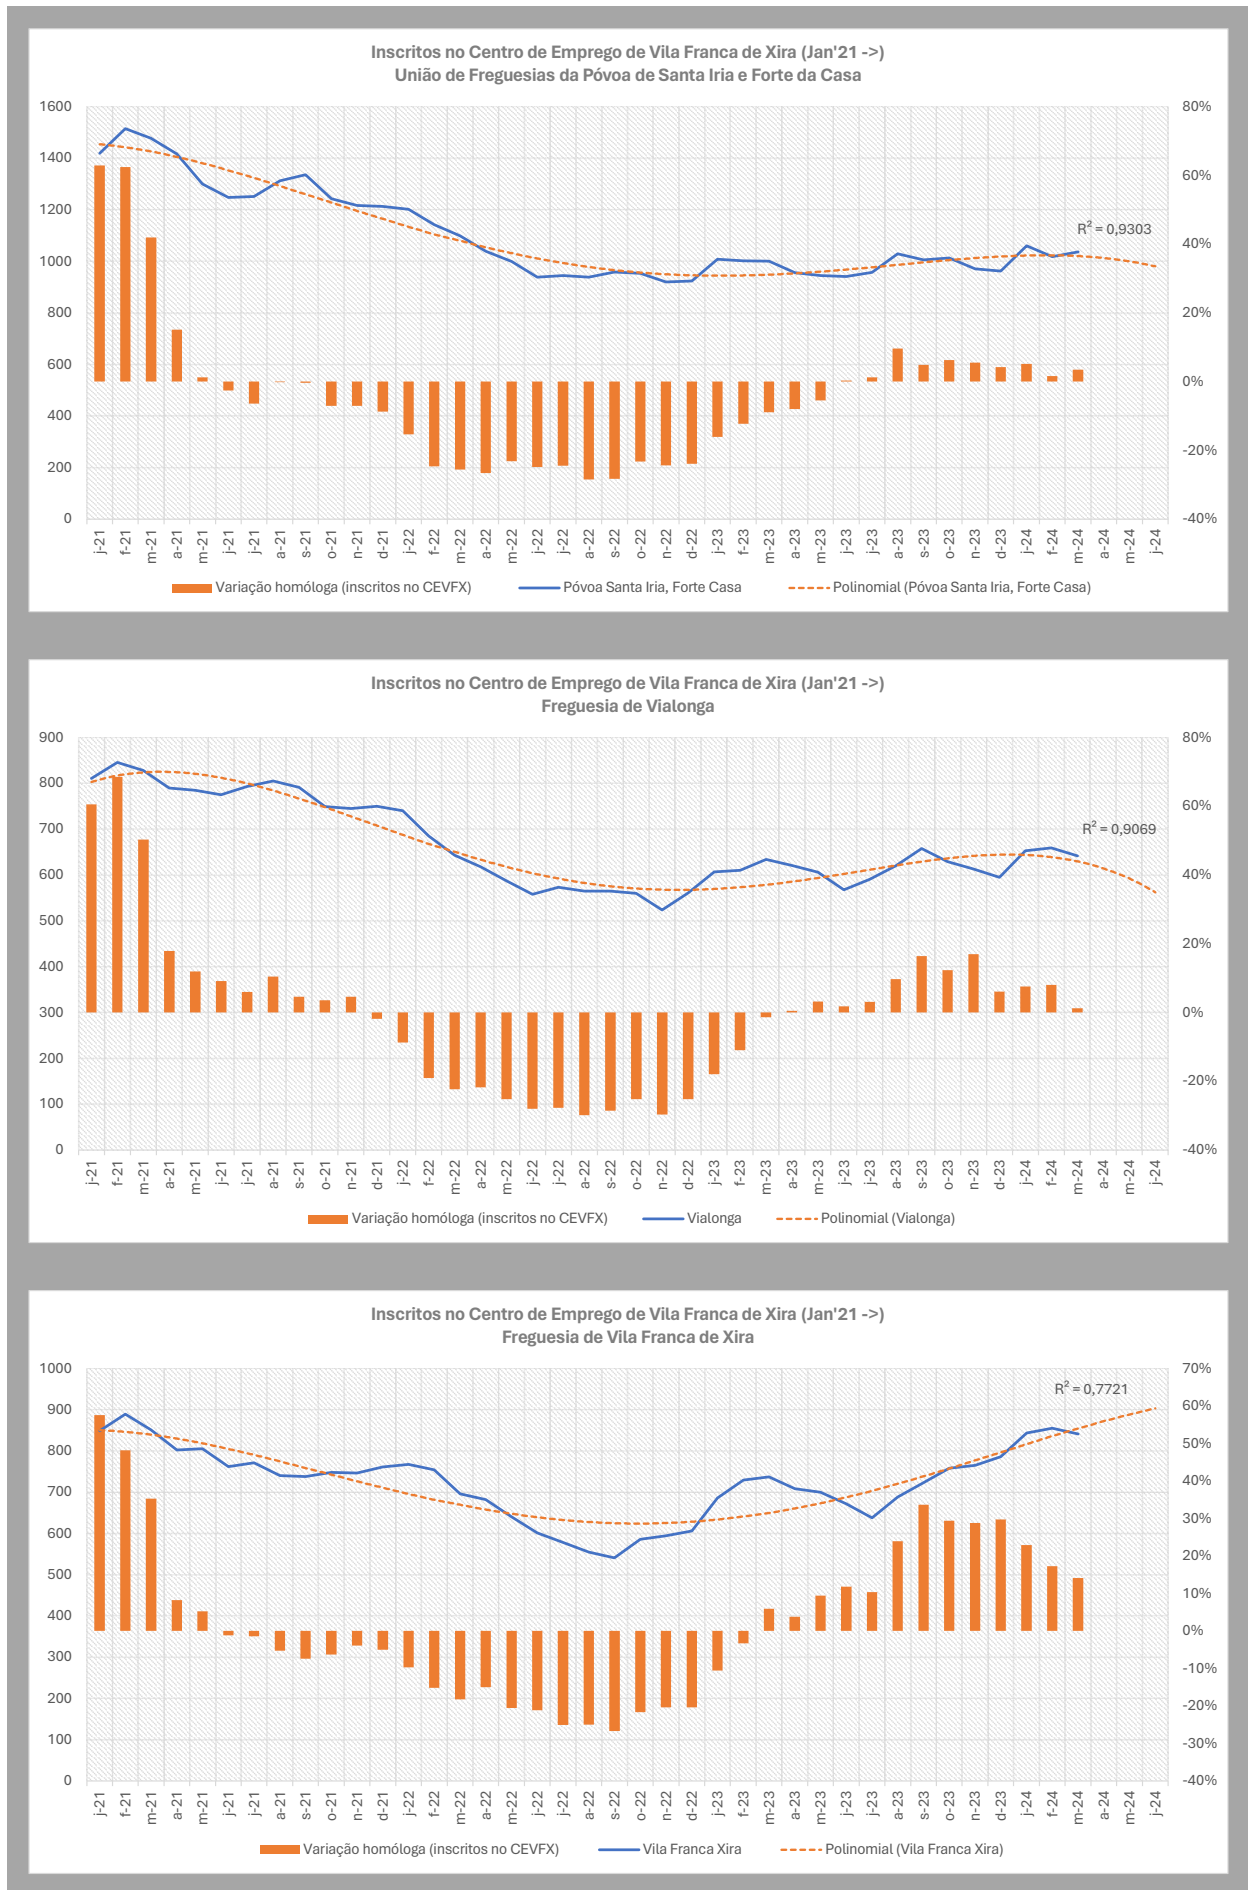 Inscritos no Centro de Emprego de Vila Franca de Xira (Jan'21 ->)
União de Freguesias da Póvoa de Santa Iria e Forte da Casa
1600 80%
1400 60%
1200 40%
1000
800 20%
600 0%
400 -20%
200
0 -40%
R² = 0,9303
j-21 f-21 m-21 a-21 m-21 j-21 j-21 a-21 s-21 o-21 n-21 d-21 j-22 f-22 m-22 a-22 m-22 j-22 j-22 a-22 s-22 o-22 n-22 d-22 j-23 f-23 m-23 a-23 m-23 j-23 j-23 a-23 s-23 o-23 n-23 d-23 j-24 f-24 m-24 a-24 m-24 j-24
Variação homóloga (inscritos no CEVFX) Póvoa Santa Iria, Forte Casa Polinomial (Póvoa Santa Iria, Forte Casa)
Inscritos no Centro de Emprego de Vila Franca de Xira (Jan'21 ->)
Freguesia de Vialonga
900 80%
800
700 60%
600 40%
500
400 20%
300 0%
200 -20%
100
0 -40%
R² = 0,9069
j-21 f-21 m-21 a-21 m-21 j-21 j-21 a-21 s-21 o-21 n-21 d-21 j-22 f-22 m-22 a-22 m-22 j-22 j-22 a-22 s-22 o-22 n-22 d-22 j-23 f-23 m-23 a-23 m-23 j-23 j-23 a-23 s-23 o-23 n-23 d-23 j-24 f-24 m-24 a-24 m-24 j-24
Variação homóloga (inscritos no CEVFX) Vialonga Polinomial (Vialonga)
Inscritos no Centro de Emprego de Vila Franca de Xira (Jan'21 ->)
Freguesia de Vila Franca de Xira
1000 70%
900 60%
800 50%
700 40%
600 30%
500 20%
400 10%
300 0%
200 -10%
100 -20%
0 -30%
-40%
R² = 0,7721
j-21 f-21 m-21 a-21 m-21 j-21 j-21 a-21 s-21 o-21 n-21 d-21 j-22 f-22 m-22 a-22 m-22 j-22 j-22 a-22 s-22 o-22 n-22 d-22 j-23 f-23 m-23 a-23 m-23 j-23 j-23 a-23 s-23 o-23 n-23 d-23 j-24 f-24 m-24 a-24 m-24 j-24
Variação homóloga (inscritos no CEVFX) Vila Franca Xira Polinomial (Vila Franca Xira)